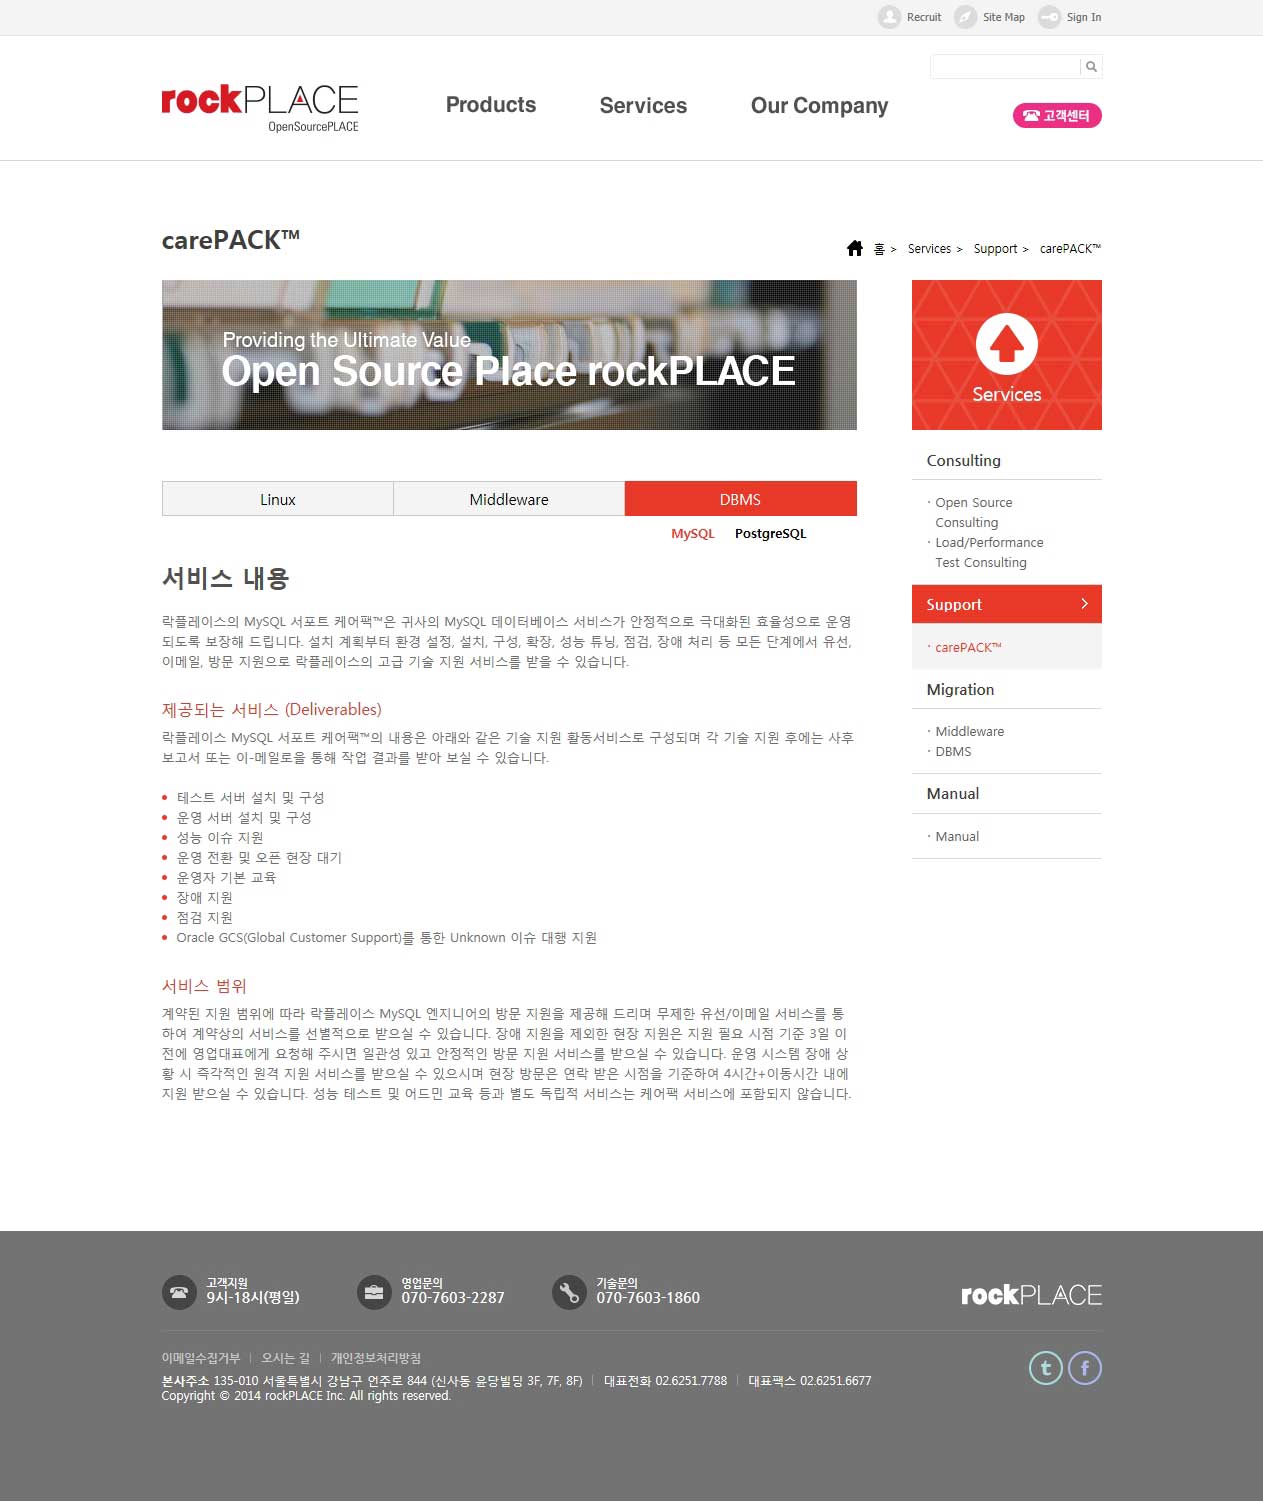 Recruit Site Map Sign In
rockPLACE
OpenSourcePLACE
Products Services Our Company
고객센터
carePACK™
홈 > Services > Support > carePACK™
Providing the Ultimate Value
Open Source Place rockPLACE
Services
Linux Middleware DBMS
MySQL PostgreSQL
서비스 내용
락플레이스의 MySQL 서포트 케어팩™은 귀사의 MySQL 데이터베이스 서비스가 안정적으로 극대화된 효율성으로 운영
되도록 보장해 드립니다. 설치 계획부터 환경 설정, 설치, 구성, 확장, 성능 튜닝, 점검, 장애 처리 등 모든 단계에서 유선,
이메일, 방문 지원으로 락플레이스의 고급 기술 지원 서비스를 받을 수 있습니다.
제공되는 서비스 (Deliverables)
락플레이스 MySQL 서포트 케어팩™의 내용은 아래와 같은 기술 지원 활동서비스로 구성되며 각 기술 지원 후에는 사후
보고서 또는 이-메일로을 통해 작업 결과를 받아 보실 수 있습니다.
테스트 서버 설치 및 구성
운영 서버 설치 및 구성
성능 이슈 지원
운영 전환 및 오픈 현장 대기
운영자 기본 교육
장애 지원
점검 지원
Oracle GCS(Global Customer Support)를 통한 Unknown 이슈 대행 지원
서비스 범위
계약된 지원 범위에 따라 락플레이스 MySQL 엔지니어의 방문 지원을 제공해 드리며 무제한 유선/이메일 서비스를 통
하여 계약상의 서비스를 선별적으로 받으실 수 있습니다. 장애 지원을 제외한 현장 지원은 지원 필요 시점 기준 3일 이
전에 영업대표에게 요청해 주시면 일관성 있고 안정적인 방문 지원 서비스를 받으실 수 있습니다. 운영 시스템 장애 상
황 시 즉각적인 원격 지원 서비스를 받으실 수 있으시며 현장 방문은 연락 받은 시점을 기준하여 4시간+이동시간 내에
지원 받으실 수 있습니다. 성능 테스트 및 어드민 교육 등과 별도 독립적 서비스는 케어팩 서비스에 포함되지 않습니다.
Consulting
· Open Source
Consulting
· Load/Performance
Test Consulting
Support
· carePACK™
Migration
· Middleware
· DBMS
Manual
· Manual
고객지원
9시-18시(평일)
영업문의
070-7603-2287
기술문의
070-7603-1860
rockPLACE
이메일수집거부 | 오시는 길 | 개인정보처리방침
본사주소 135-010 서울특별시 강남구 언주로 844 (신사동 윤당빌딩 3F, 7F, 8F) | 대표전화 02.6251.7788 | 대표팩스 02.6251.6677
Copyright © 2014 rockPLACE Inc. All rights reserved.
t f